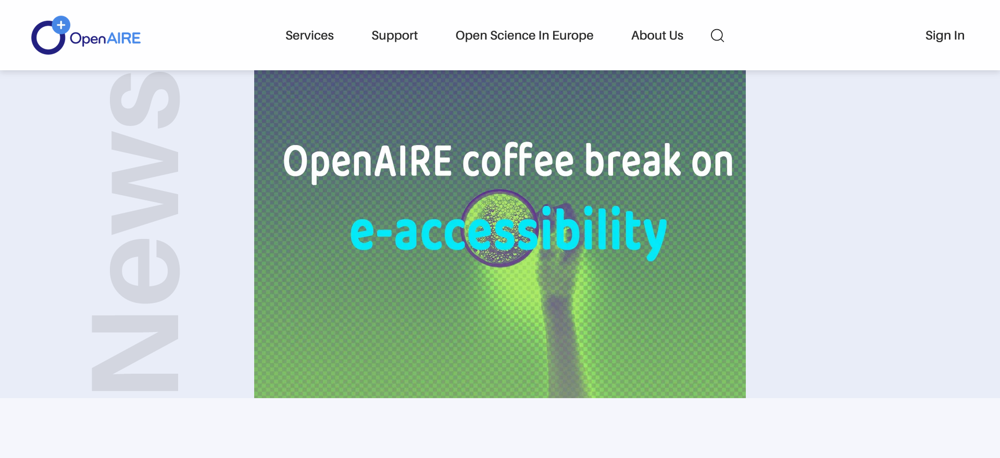 OpenAIRE
Services
Support
Open Science In Europe
About Us
Sign In
News
OpenAIRE coffee break on
e-accessibility